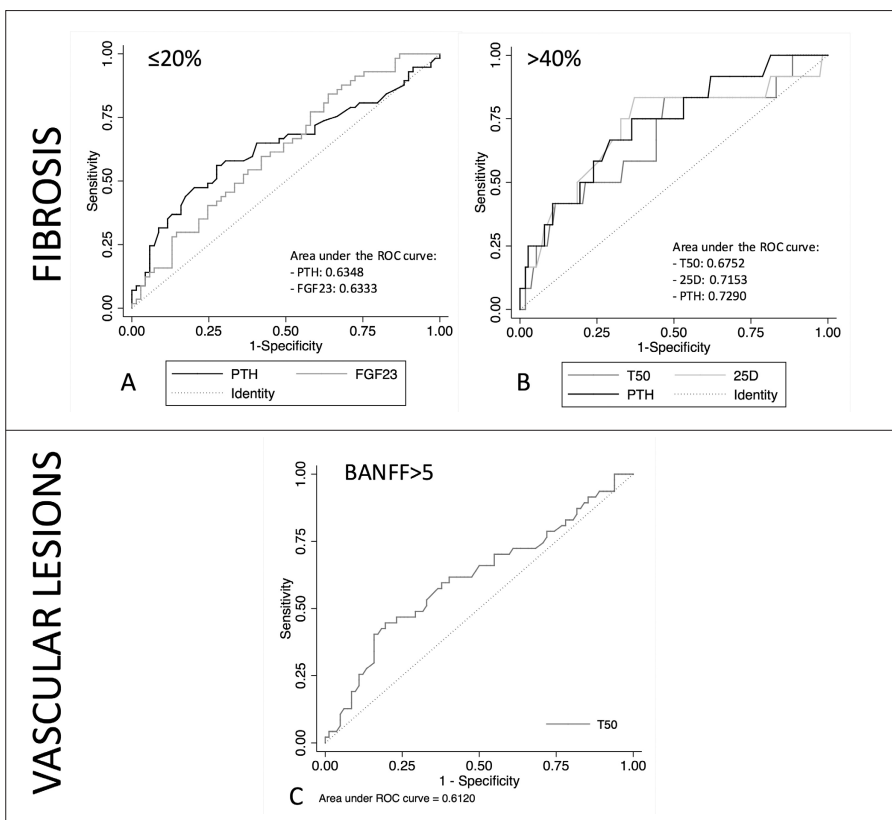 FIBROSIS
≤20%
Sensitivity
0.00 0.25 0.50 0.75 1.00
0.00 0.25 0.50 0.75 1.00
1-Specificity
Area under the ROC curve:
- PTH: 0.6348
- FGF23: 0.6333
A
PTH FGF23
Identity
>40%
Sensitivity
0.00 0.25 0.50 0.75 1.00
0.00 0.25 0.50 0.75 1.00
1-Specificity
Area under the ROC curve:
- T50: 0.6752
- 25D: 0.7153
- PTH: 0.7290
B
T50 25D
PTH Identity
VASCULAR LESIONS
BANFF>5
Sensitivity
0.00 0.25 0.50 0.75 1.00
T50
0.00 0.25 0.50 0.75 1.00
1 - Specificity
C
Area under ROC curve = 0.6120